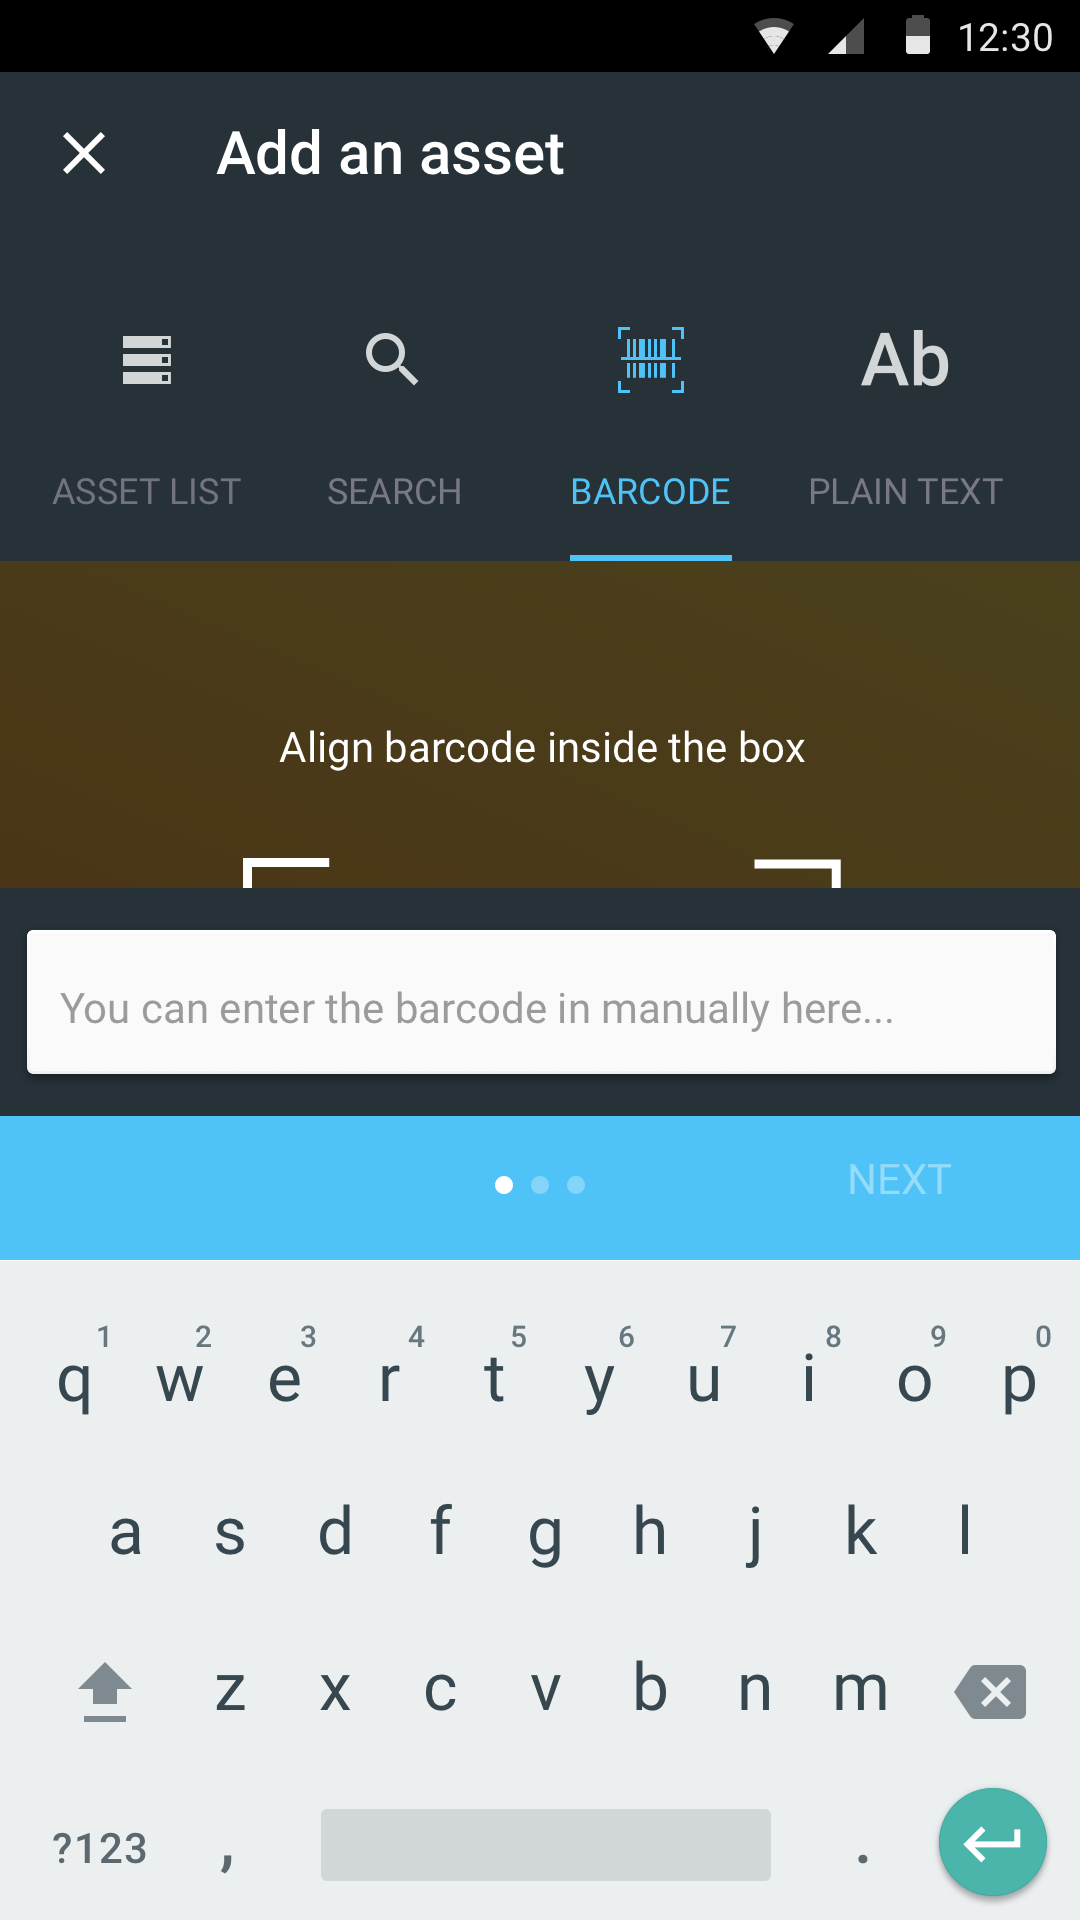 12:30
Add an asset
Ab
ASSET LIST SEARCH BARCODE PLAIN TEXT
Align barcode inside the box
You can enter the barcode in manually here...
NEXT
1 2 3 4 5 6 7 8 9 0
q w e r t y u i o p
a s d f g h j k l
z x c v b n m
?123 , .